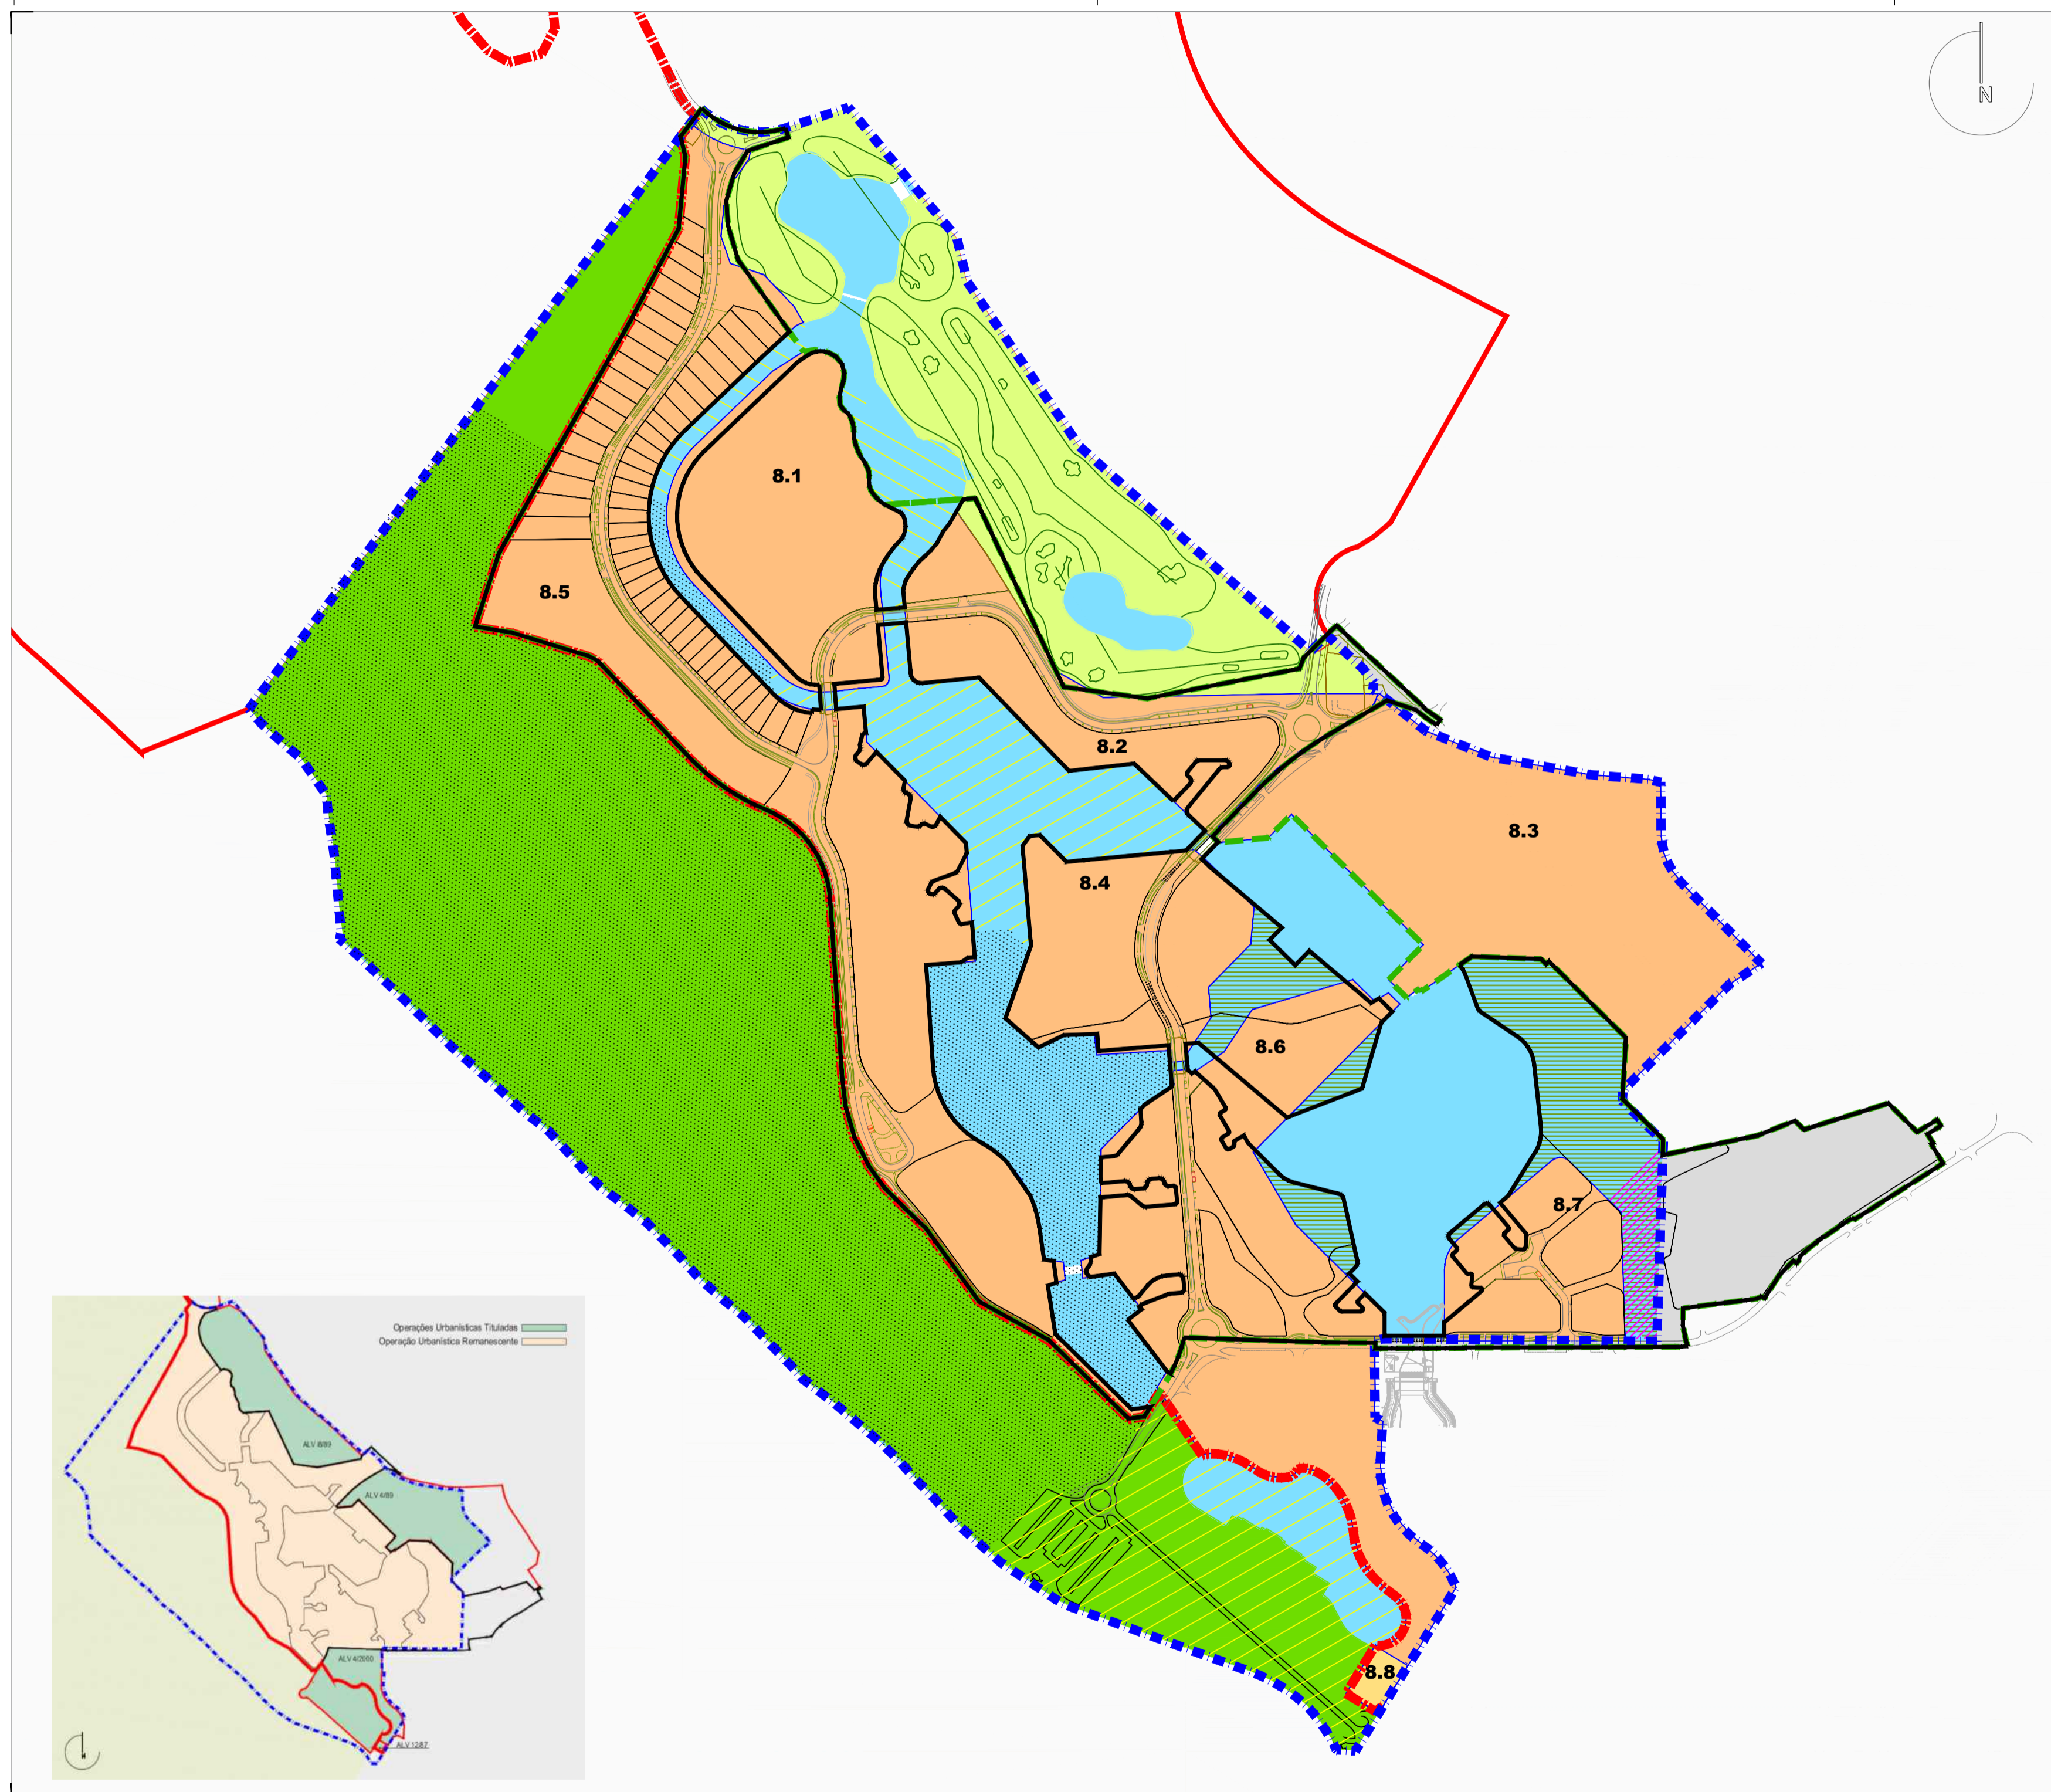 N
8.1
8.5
8.2
8.3
8.4
8.6
8.7
8.8
Operações Urbanísticas Tituladas
Operação Urbanística Remanescente
ALV 8/89
ALV 4/89
ALV 4/2000
ALV 12/87
N